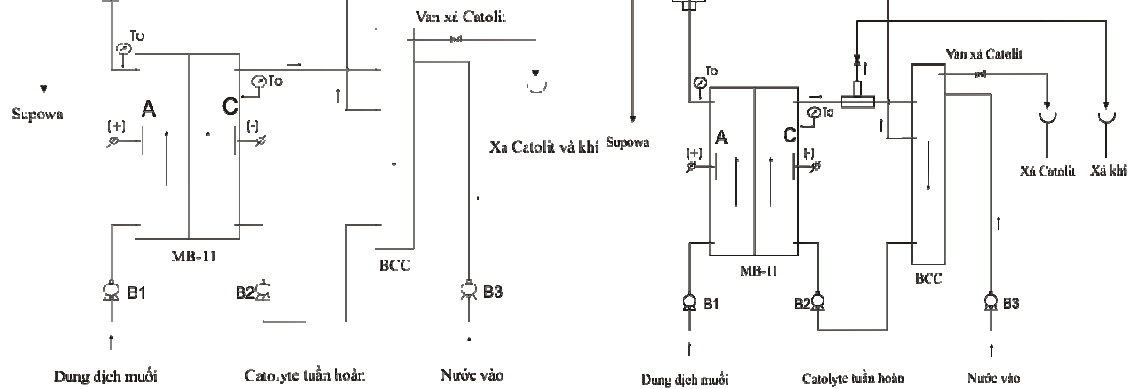 Van xả Catolit
To
To
Supowa
A
C
(+)
(-)
Xả Catolit và khí
MB-11
BCC
B1
B2
B3
Dung dịch muối
Catolyte tuần hoàn
Nước vào
Van xả Catolit
To
To
Supowa
A
C
(+)
(-)
Xả Catolit
Xả khí
MB-11
BCC
B1
B2
B3
Dung dịch muối
Catolyte tuần hoàn
Nước vào